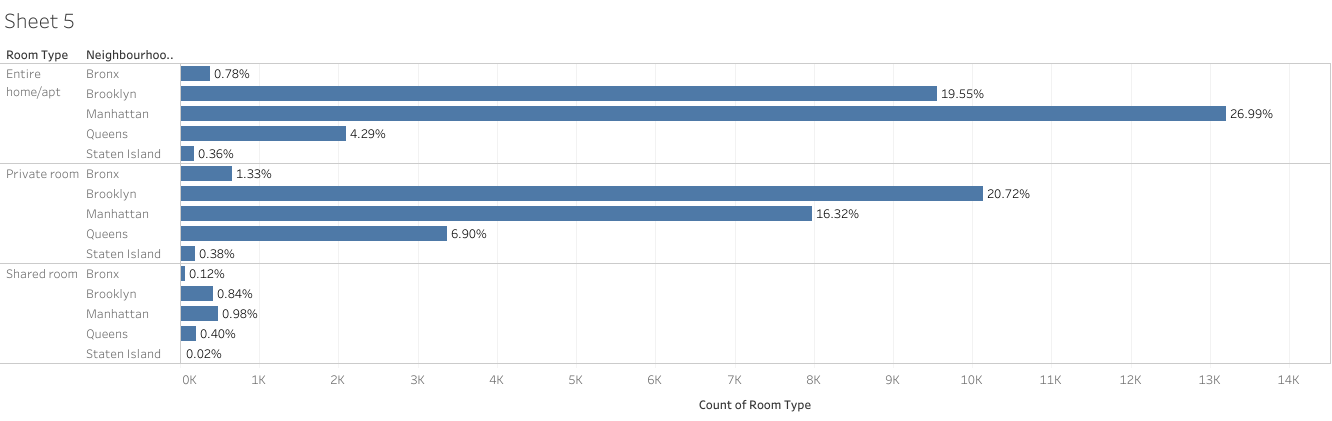 Sheet 5
Room Type Neighbourhoo..
Entire home/apt Bronx 0.78%
Brooklyn 19.55%
Manhattan 26.99%
Queens 4.29%
Staten Island 0.36%
Private room Bronx 1.33%
Brooklyn 20.72%
Manhattan 16.32%
Queens 6.90%
Staten Island 0.38%
Shared room Bronx 0.12%
Brooklyn 0.84%
Manhattan 0.98%
Queens 0.40%
Staten Island 0.02%
0K 1K 2K 3K 4K 5K 6K 7K 8K 9K 10K 11K 12K 13K 14K
Count of Room Type